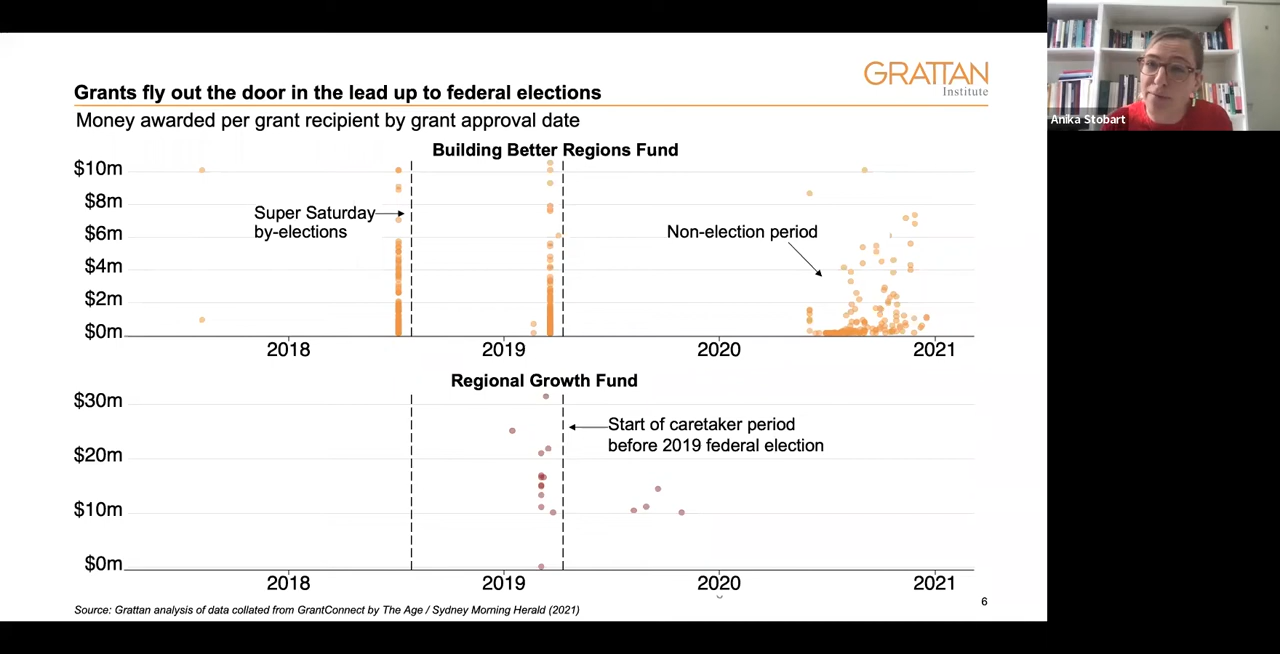 GRATTAN
Institute
Grants fly out the door in the lead up to federal elections
Money awarded per grant recipient by grant approval date
Anika Stobart
Building Better Regions Fund
$10m
$8m
$6m
$4m
$2m
$0m
Super Saturday
by-elections
Non-election period
2018
2019
2020
2021
Regional Growth Fund
$30m
$20m
$10m
$0m
Start of caretaker period
before 2019 federal election
2018
2019
2020
2021
Source: Grattan analysis of data collated from GrantConnect by The Age / Sydney Morning Herald (2021)
6